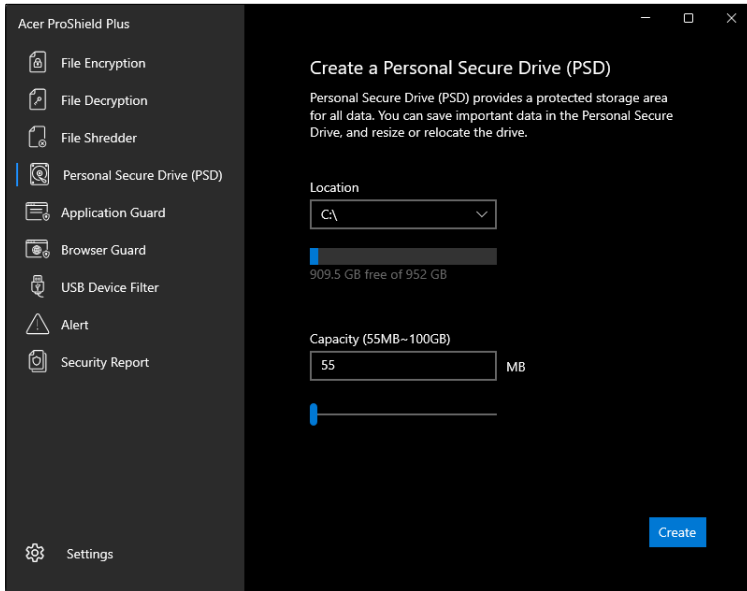 Acer ProShield Plus
File Encryption
File Decryption
File Shredder
Personal Secure Drive (PSD)
Application Guard
Browser Guard
USB Device Filter
Alert
Security Report
Settings
Create a Personal Secure Drive (PSD)
Personal Secure Drive (PSD) provides a protected storage area
for all data. You can save important data in the Personal Secure
Drive, and resize or relocate the drive.
Location
C:\
909.5 GB free of 952 GB
Capacity (55MB~100GB)
55 MB
Create